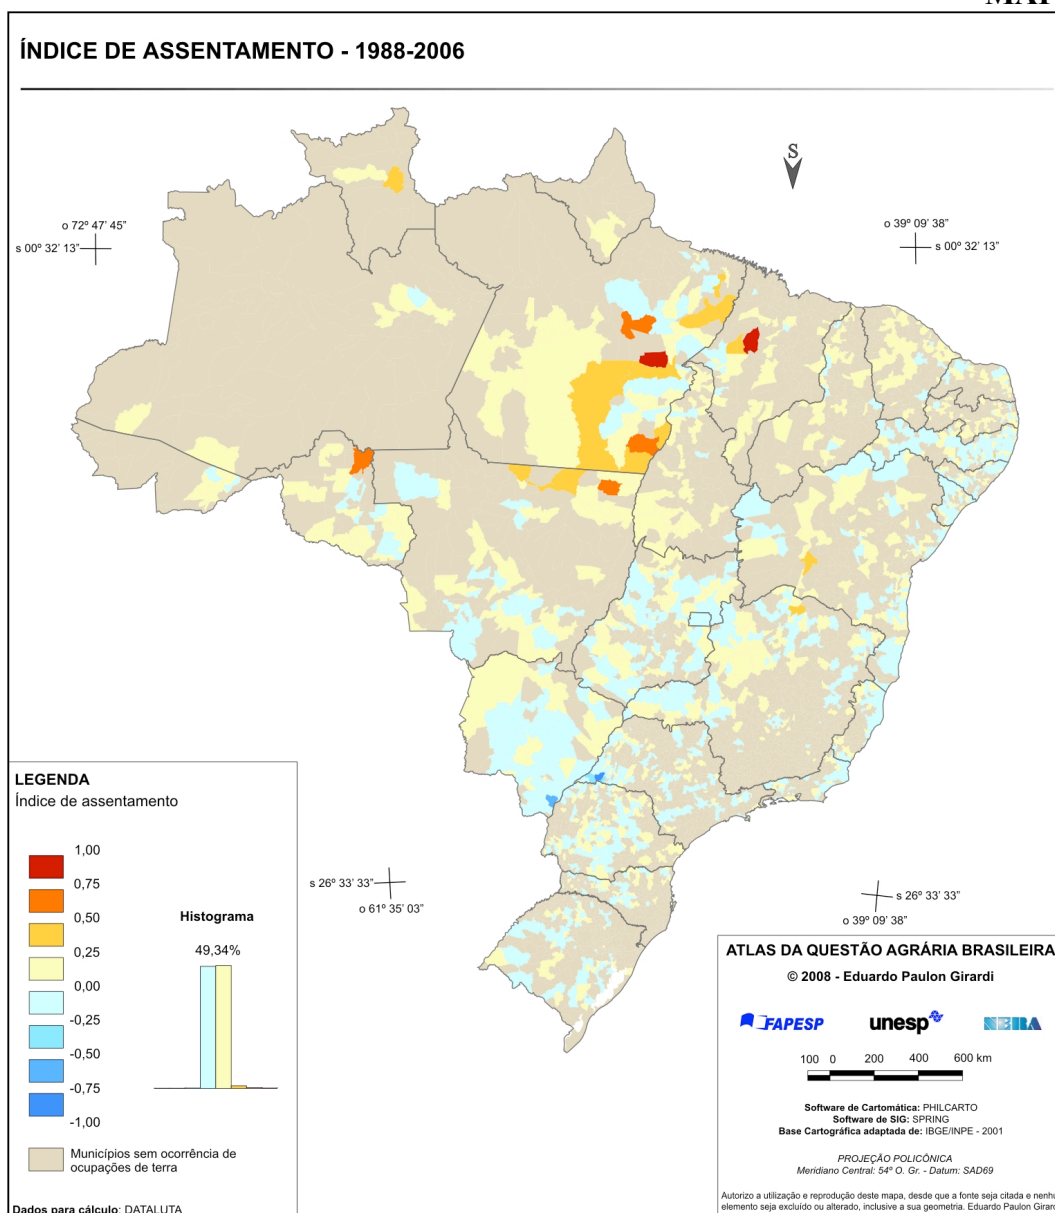 ÍNDICE DE ASSENTAMENTO - 1988-2006
S
o 72º 47' 45”
s 00º 32' 13”
o 39º 09' 38”
s 00º 32' 13”
LEGENDA
Índice de assentamento
1,00
0,75
0,50
0,25
0,00
-0,25
-0,50
-0,75
-1,00
Histograma
49,34%
Municípios sem ocorrência de
ocupações de terra
Dados para cálculo: DATALUTA
s 26º 33' 33”
o 61º 35' 03”
s 26º 33' 33”
o 39º 09' 38”
ATLAS DA QUESTÃO AGRÁRIA BRASILEIRA
© 2008 - Eduardo Paulon Girardi
FAPESP
unesp
NERA
100 0 200 400 600 km
Software de Cartomática: PHILCARTO
Software de SIG: SPRING
Base Cartográfica adaptada de: IBGE/INPE - 2001
PROJEÇÃO POLICÔNICA
Meridiano Central: 54º O. Gr. - Datum: SAD69
Autorizo a utilização e reprodução deste mapa, desde que a fonte seja citada e
elemento seja excluído ou alterado, inclusive a sua geometria. Eduardo Paulon